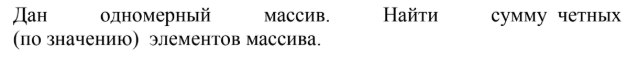 Дан одномерный массив. Найти сумму четных
(по значению) элементов массива.